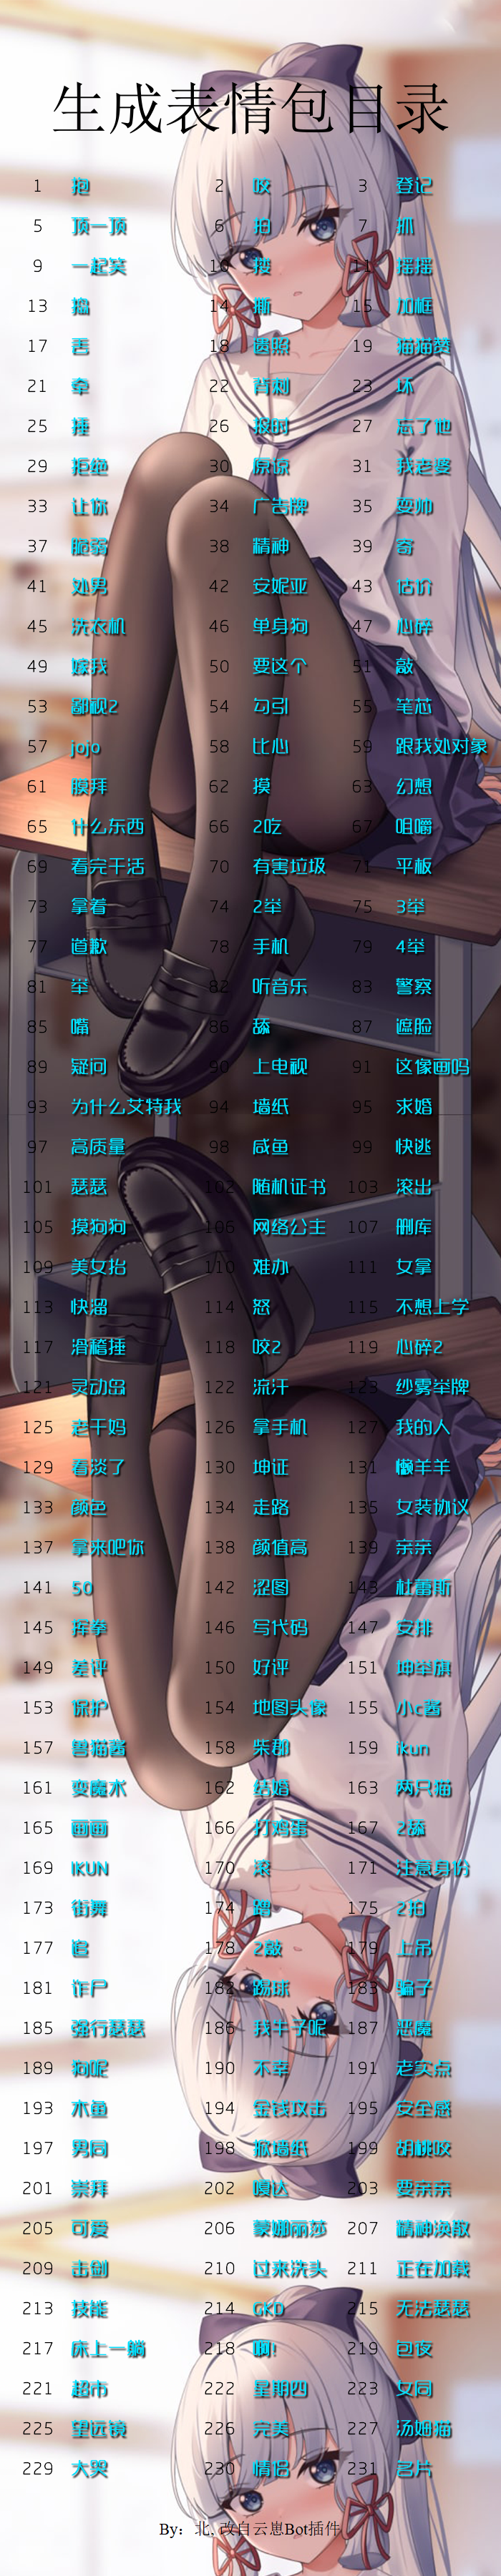 生成表情包目录
1 抱 2 咬 3 登记
5 顶一顶 6 拍 7 抓
9 一起笑 10 搂 11 摇摇
13 捣 14 撕 15 加框
17 丢 18 透照 19 猫猫赞
21 牵 22 背刺 23 坏
25 捶 26 报时 27 忘了他
29 拒绝 30 原谅 31 我老婆
33 让你 34 广告牌 35 耍帅
37 脆弱 38 精神 39 寄
41 处男 42 安妮亚 43 估价
45 洗衣机 46 单身狗 47 心碎
49 嫁我 50 要这个 51 敲
53 鄙视2 54 勾引 55 笔芯
57 jojo 58 比心 59 跟我处对象
61 膜拜 62 摸 63 幻想
65 什么东西 66 2吃 67 咀嚼
69 看完干活 70 有害垃圾 71 平板
73 拿着 74 2举 75 3举
77 道歉 78 手机 79 4举
81 举 82 听音乐 83 警察
85 嘴 86 舔 87 遮脸
89 疑问 90 上电视 91 这像画吗
93 为什么艾特我 94 墙纸 95 求婚
97 高质量 98 咸鱼 99 快逃
101 瑟瑟 102 随机证书 103 滚出
105 摸狗狗 106 网络公主 107 删库
109 美女抬 110 难办 111 女拿
113 快溜 114 怒 115 不想上学
117 滑稽捶 118 咬2 119 心碎2
121 灵动岛 122 流汗 123 纱雾举牌
125 老干妈 126 拿手机 127 我的人
129 看淡了 130 坤证 131 懒羊羊
133 颜色 134 走路 135 女装协议
137 拿来吧你 138 颜值高 139 亲亲
141 50 142 涩图 143 杜蕾斯
145 挥拳 146 写代码 147 安排
149 差评 150 好评 151 坤举旗
153 保护 154 地图头像 155 小c酱
157 兽猫酱 158 柴郡 159 ikun
161 变魔术 162 结婚 163 两只猫
165 画画 166 打鸡蛋 167 2舔
169 IKUN 170 滚 171 注意身份
173 街舞 174 蹭 175 2拍
177 追 178 2敲 179 上吊
181 诈尸 182 踢球 183 骗子
185 强行瑟瑟 186 我牛子呢 187 恶魔
189 狗呢 190 不幸 191 老实点
193 木鱼 194 金钱攻击 195 安全感
197 男同 198 掀墙纸 199 胡桃咬
201 崇拜 202 嘎达 203 要亲亲
205 可爱 206 蒙娜丽莎 207 精神涣散
209 击剑 210 过来洗头 211 正在加载
213 技能 214 GKD 215 无法瑟瑟
217 床上一躺 218 啊! 219 包夜
221 超市 222 星期四 223 女同
225 望远镜 226 完美 227 汤姆猫
229 大哭 230 情侣 231 名片
By：北, 改自云崽Bot插件